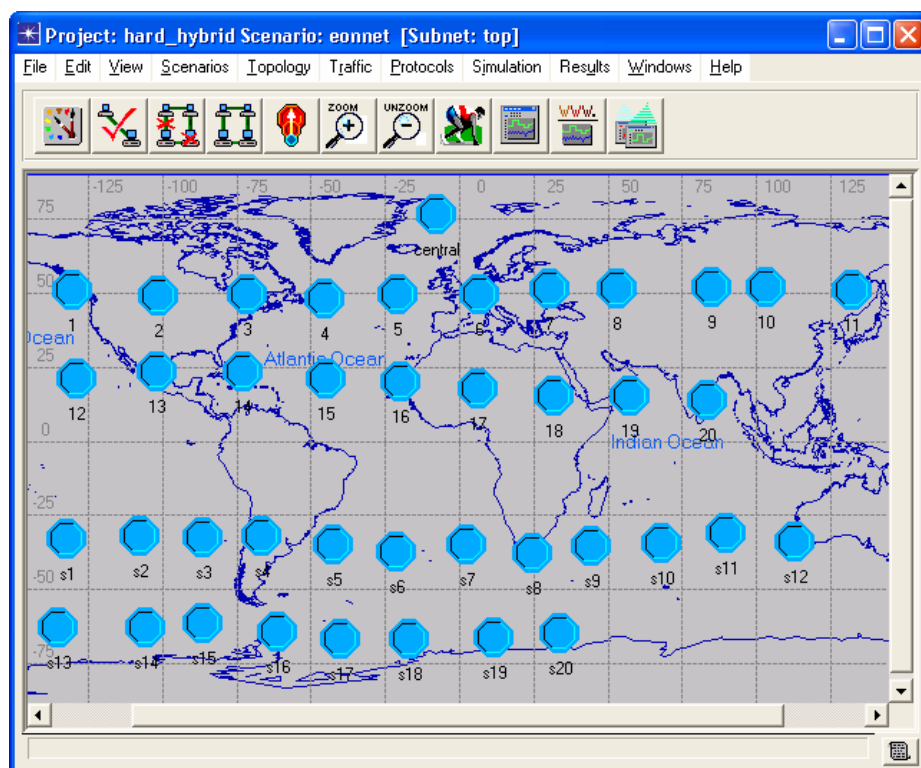 Project: hard_hybrid Scenario: eonnet [Subnet: top]
File Edit View Scenarios Topology Traffic Protocols Simulation Results Windows Help
ZOOM UNZOOM
-125 -100 -75 -50 -25 0 25 50 75 100 125
75
central
50
1 2 3 4 5 6 7 8 9 10 11
Ocean
25 Atlantic Ocean
12 13 14 15 16 17 18 19 20
0 Indian Ocean
-25
s1 s2 s3 s4 s5 s6 s7 s8 s9 s10 s11 s12
-50
-75
s13 s14 s15 s16 s17 s18 s19 s20